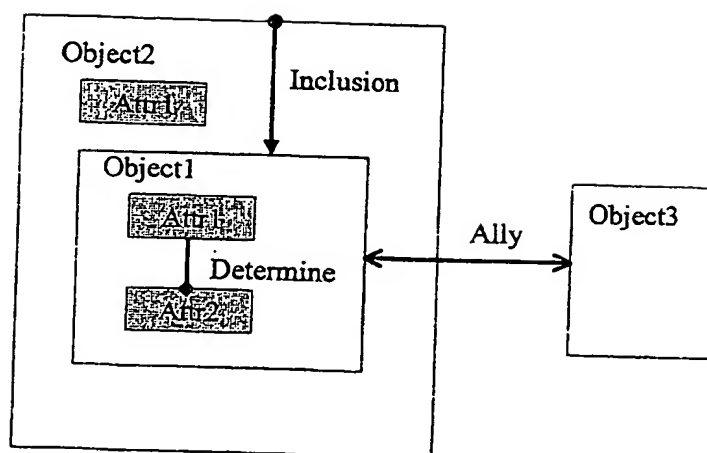 Object2
Inclusion
Attr1
Object1
Attr1
Object3
Ally
Determine
Attr2